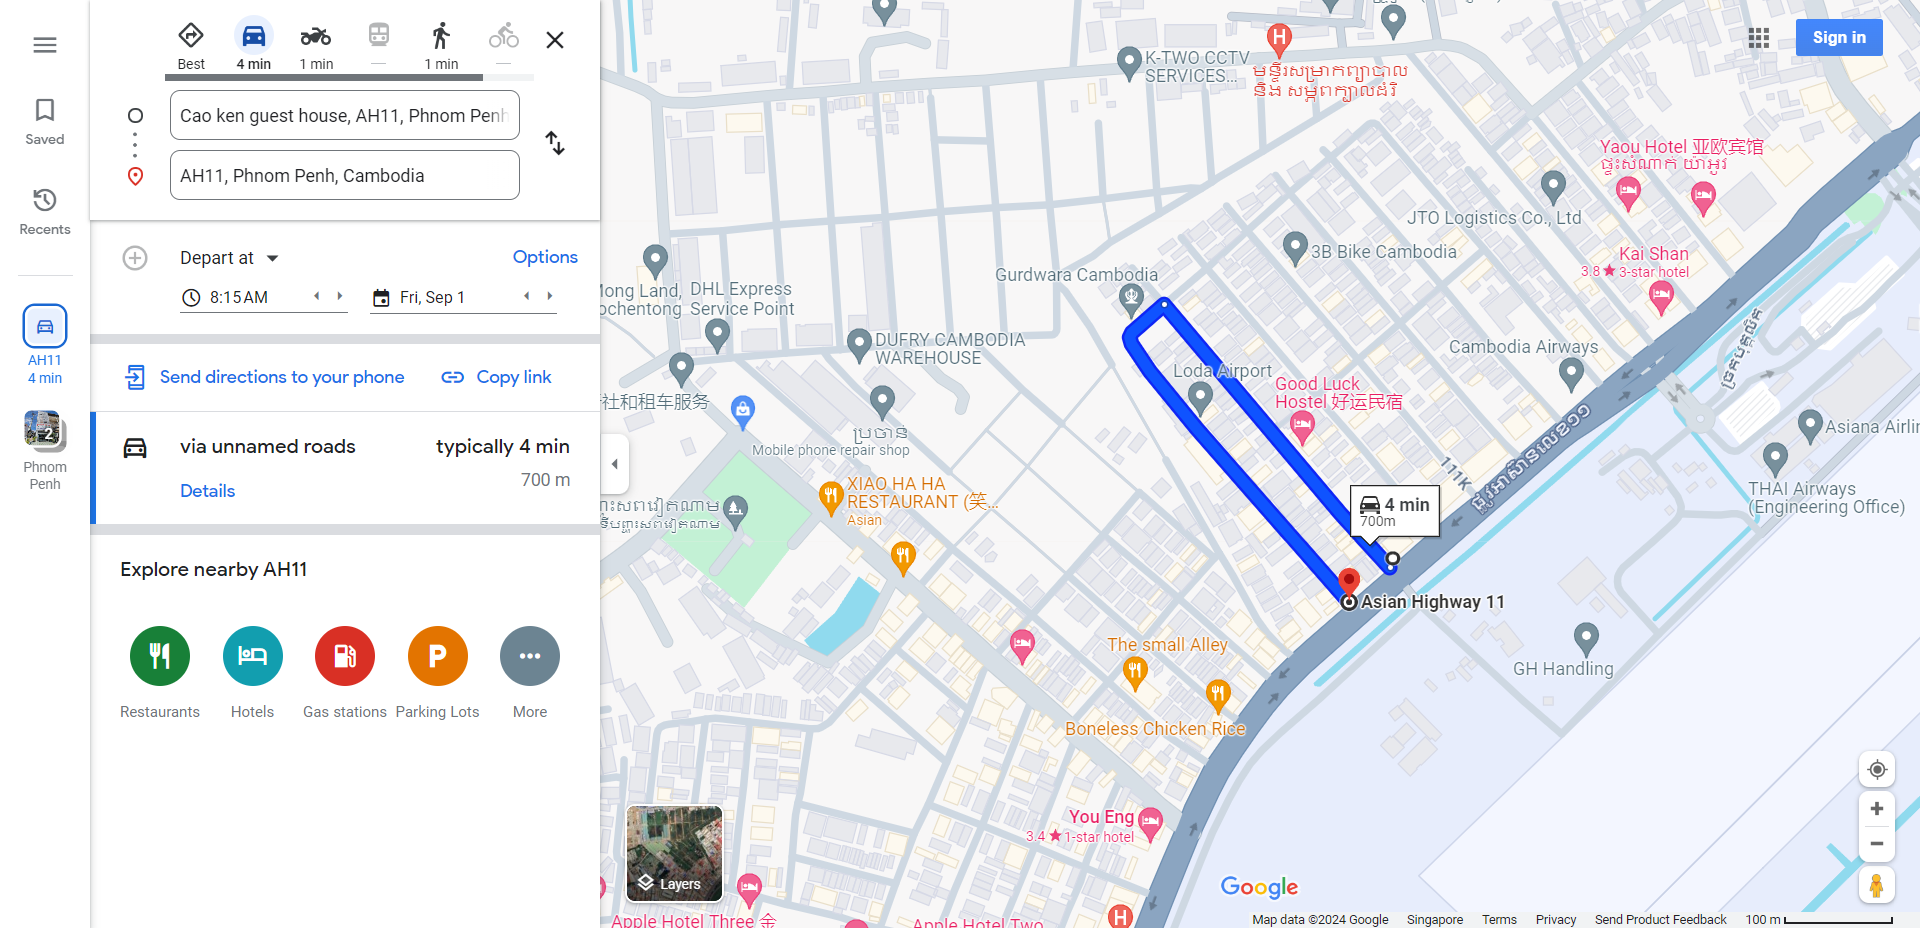 Best
4 min
1 min
1 min
Cao ken guest house, AH11, Phnom Penh
AH11, Phnom Penh, Cambodia
Saved
Recents
AH11
4 min
2
Phnom
Penh
Depart at
Options
8:15 AM
Fri, Sep 1
Send directions to your phone
Copy link
via unnamed roads
typically 4 min
700 m
Details
Explore nearby AH11
Restaurants
Hotels
Gas stations
Parking Lots
More
Sign in
K-TWO CCTV
SERVICES...
H
មន្ទីរសម្រាកព្យាបាល
និង សម្ភពក្បាលដំរី
Yaou Hotel 亚欧宾馆
ផ្ទះសំណាក់ យ៉ាអូវ
JTO Logistics Co., Ltd
3B Bike Cambodia
Kai Shan
3.8★ 3-star hotel
Gurdwara Cambodia
DHL Express
Service Point
DUFRY CAMBODIA
WAREHOUSE
Cambodia Airways
Loda Airport
Good Luck
Hostel 好运民宿
社和租车服务
ប្រចាន់
Mobile phone repair shop
XIAO HA HA
RESTAURANT (笑...
Asian
111K
ផ្លូវអាស៊ានលេខ១១
Asiana Airlin
THAI Airways
(Engineering Office)
4 min
700m
Asian Highway 11
The small Alley
GH Handling
Boneless Chicken Rice
You Eng
3.4★ 1-star hotel
Layers
Apple Hotel Three 金
Apple Hotel Two
H
Google
Map data ©2024 Google
Singapore
Terms
Privacy
Send Product Feedback
100 m